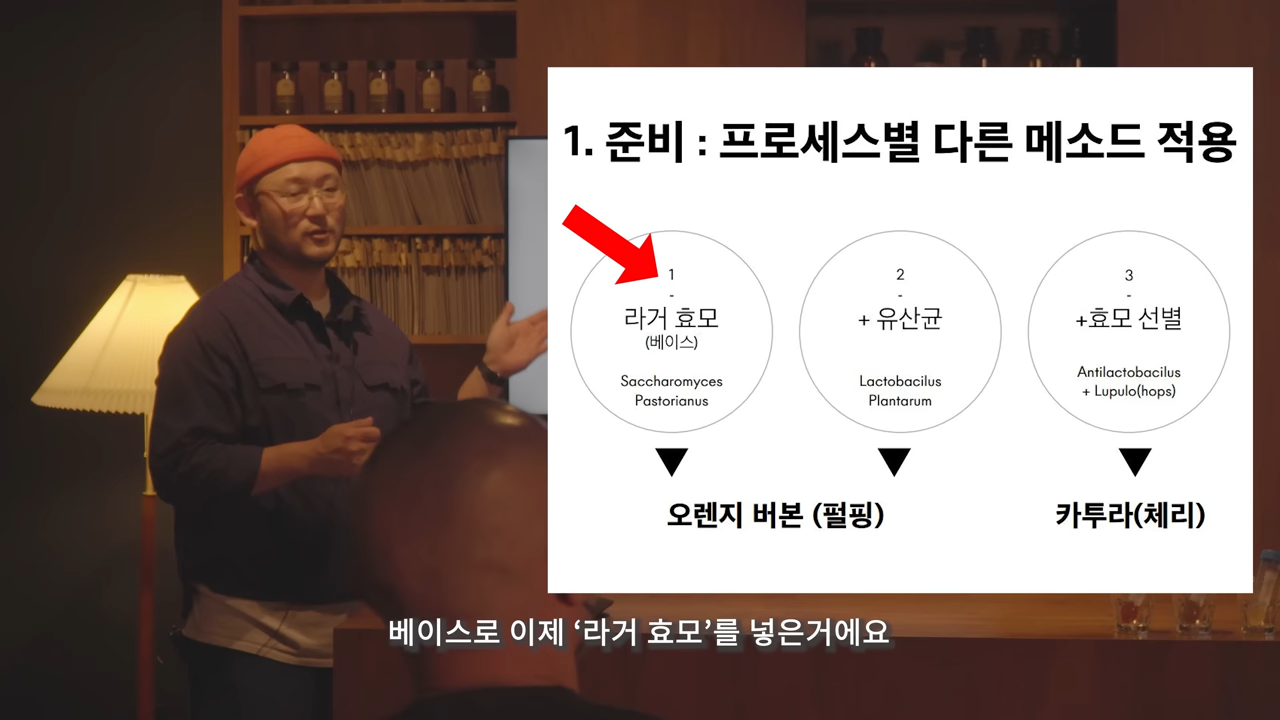 1. 준비 : 프로세스별 다른 메소드 적용
1
-
라거 효모
(베이스)
Saccharomyces
Pastorianus
2
-
+ 유산균
Lactobacilus
Plantarum
3
-
+효모 선별
Antilactobacilus
+ Lupulo(hops)
오렌지 버본 (펄핑)
카투라(체리)
베이스로 이제 ‘라거 효모’를 넣은거에요